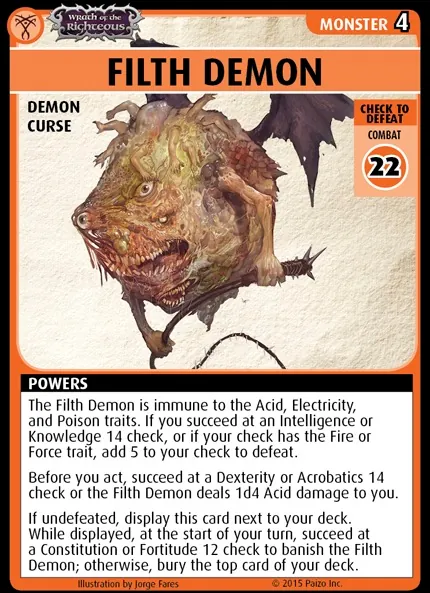 WRATH of the
RIGHTEOUS
MONSTER 4
FILTH DEMON
DEMON
CURSE
CHECK TO
DEFEAT
COMBAT
22
POWERS
The Filth Demon is immune to the Acid, Electricity,
and Poison traits. If you succeed at an Intelligence or
Knowledge 14 check, or if your check has the Fire or
Force trait, add 5 to your check to defeat.
Before you act, succeed at a Dexterity or Acrobatics 14
check or the Filth Demon deals 1d4 Acid damage to you.
If undefeated, display this card next to your deck.
While displayed, at the start of your turn, succeed at
a Constitution or Fortitude 12 check to banish the Filth
Demon; otherwise, bury the top card of your deck.
Illustration by Jorge Fares
© 2015 Paizo Inc.